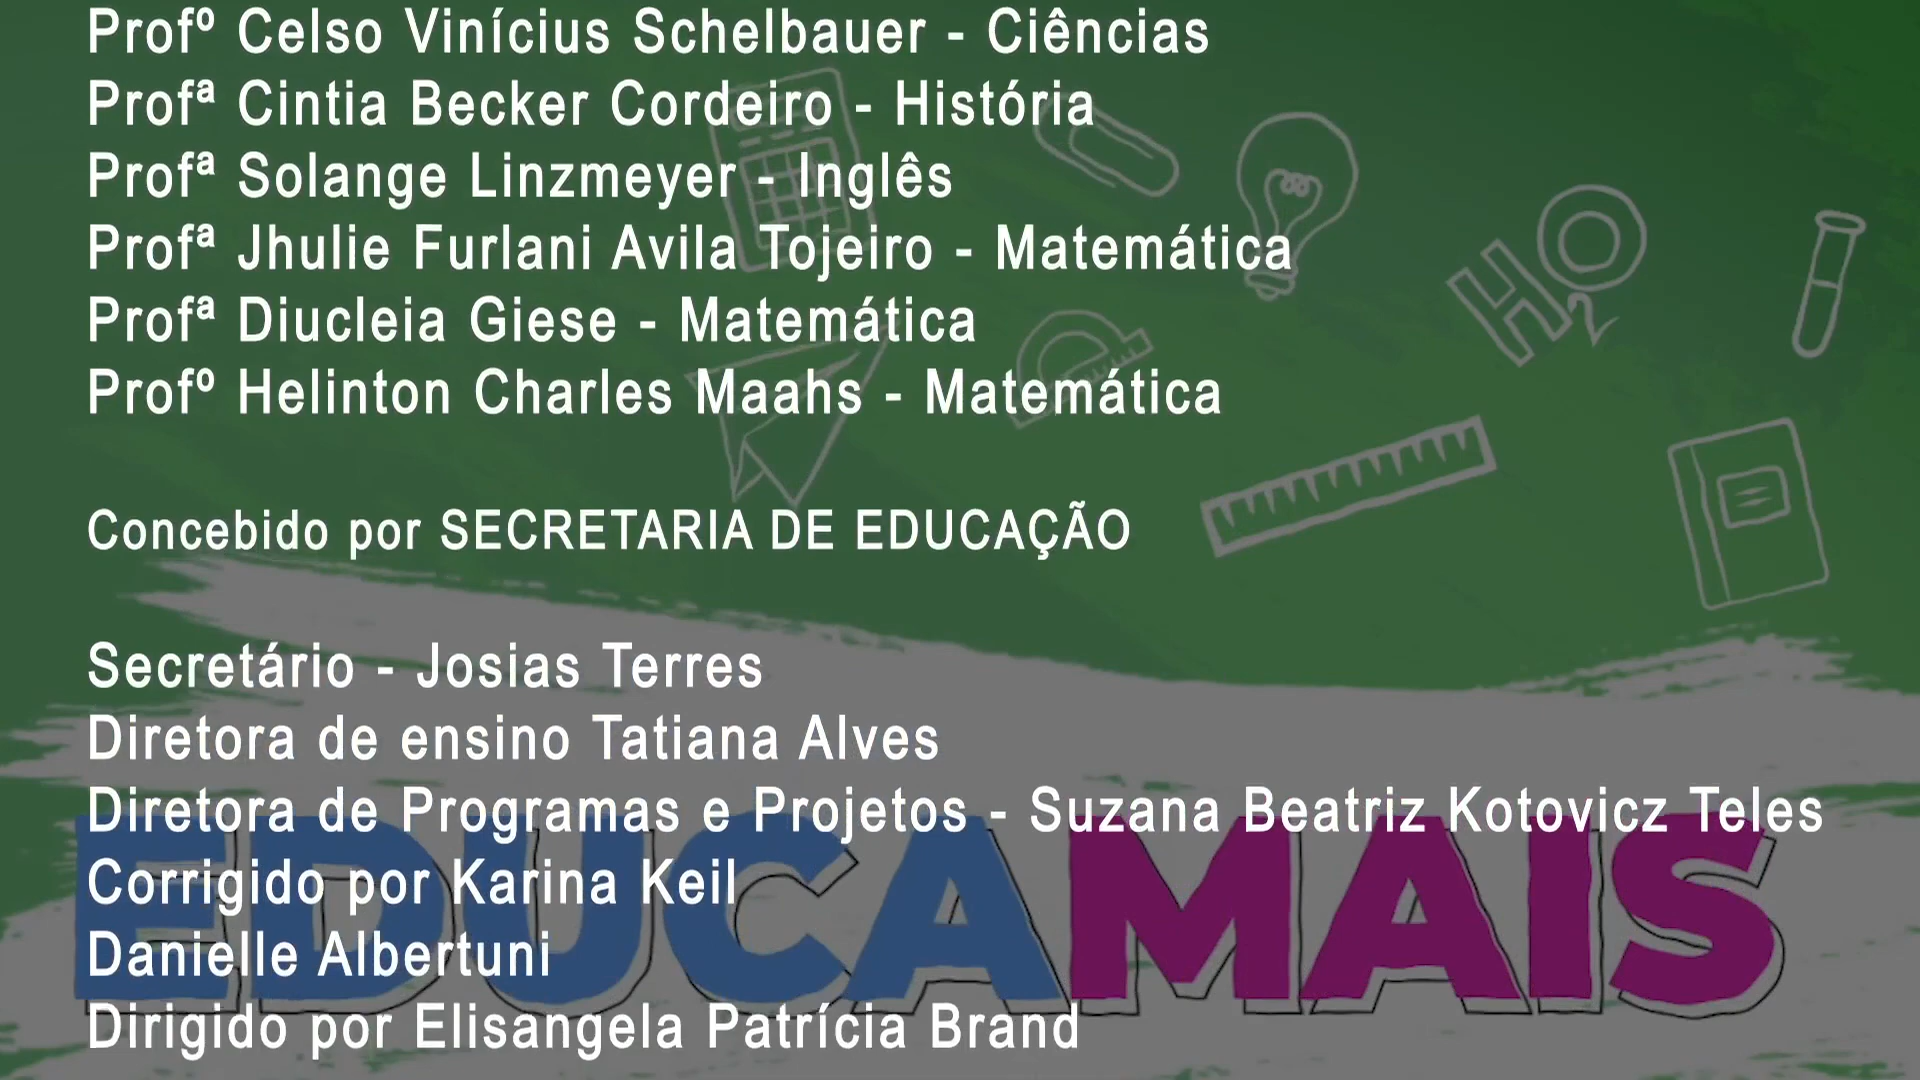 Profº Celso Vinícius Schelbauer - Ciências
Profª Cintia Becker Cordeiro - História
Profª Solange Linzmeyer - Inglês
Profª Jhulie Furlani Avila Tojeiro - Matemática
Profª Diucleia Giese - Matemática
Profº Helinton Charles Maahs - Matemática
Concebido por SECRETARIA DE EDUCAÇÃO
Secretário - Josias Terres
Diretora de ensino Tatiana Alves
Diretora de Programas e Projetos - Suzana Beatriz Kotovicz Teles
Corrigido por Karina Keil
Danielle Albertuni
Dirigido por Elisangela Patrícia Brand
EDUCAMAIS
H2O